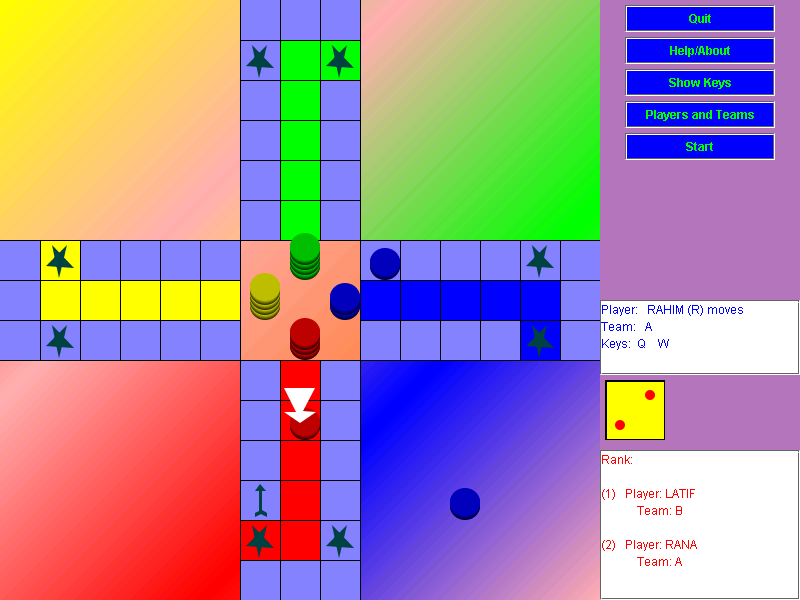 Quit
Help/About
Show Keys
Players and Teams
Start
Player: RAHIM (R) moves
Team: A
Keys: Q W
Rank:
(1) Player: LATIF
Team: B
(2) Player: RANA
Team: A